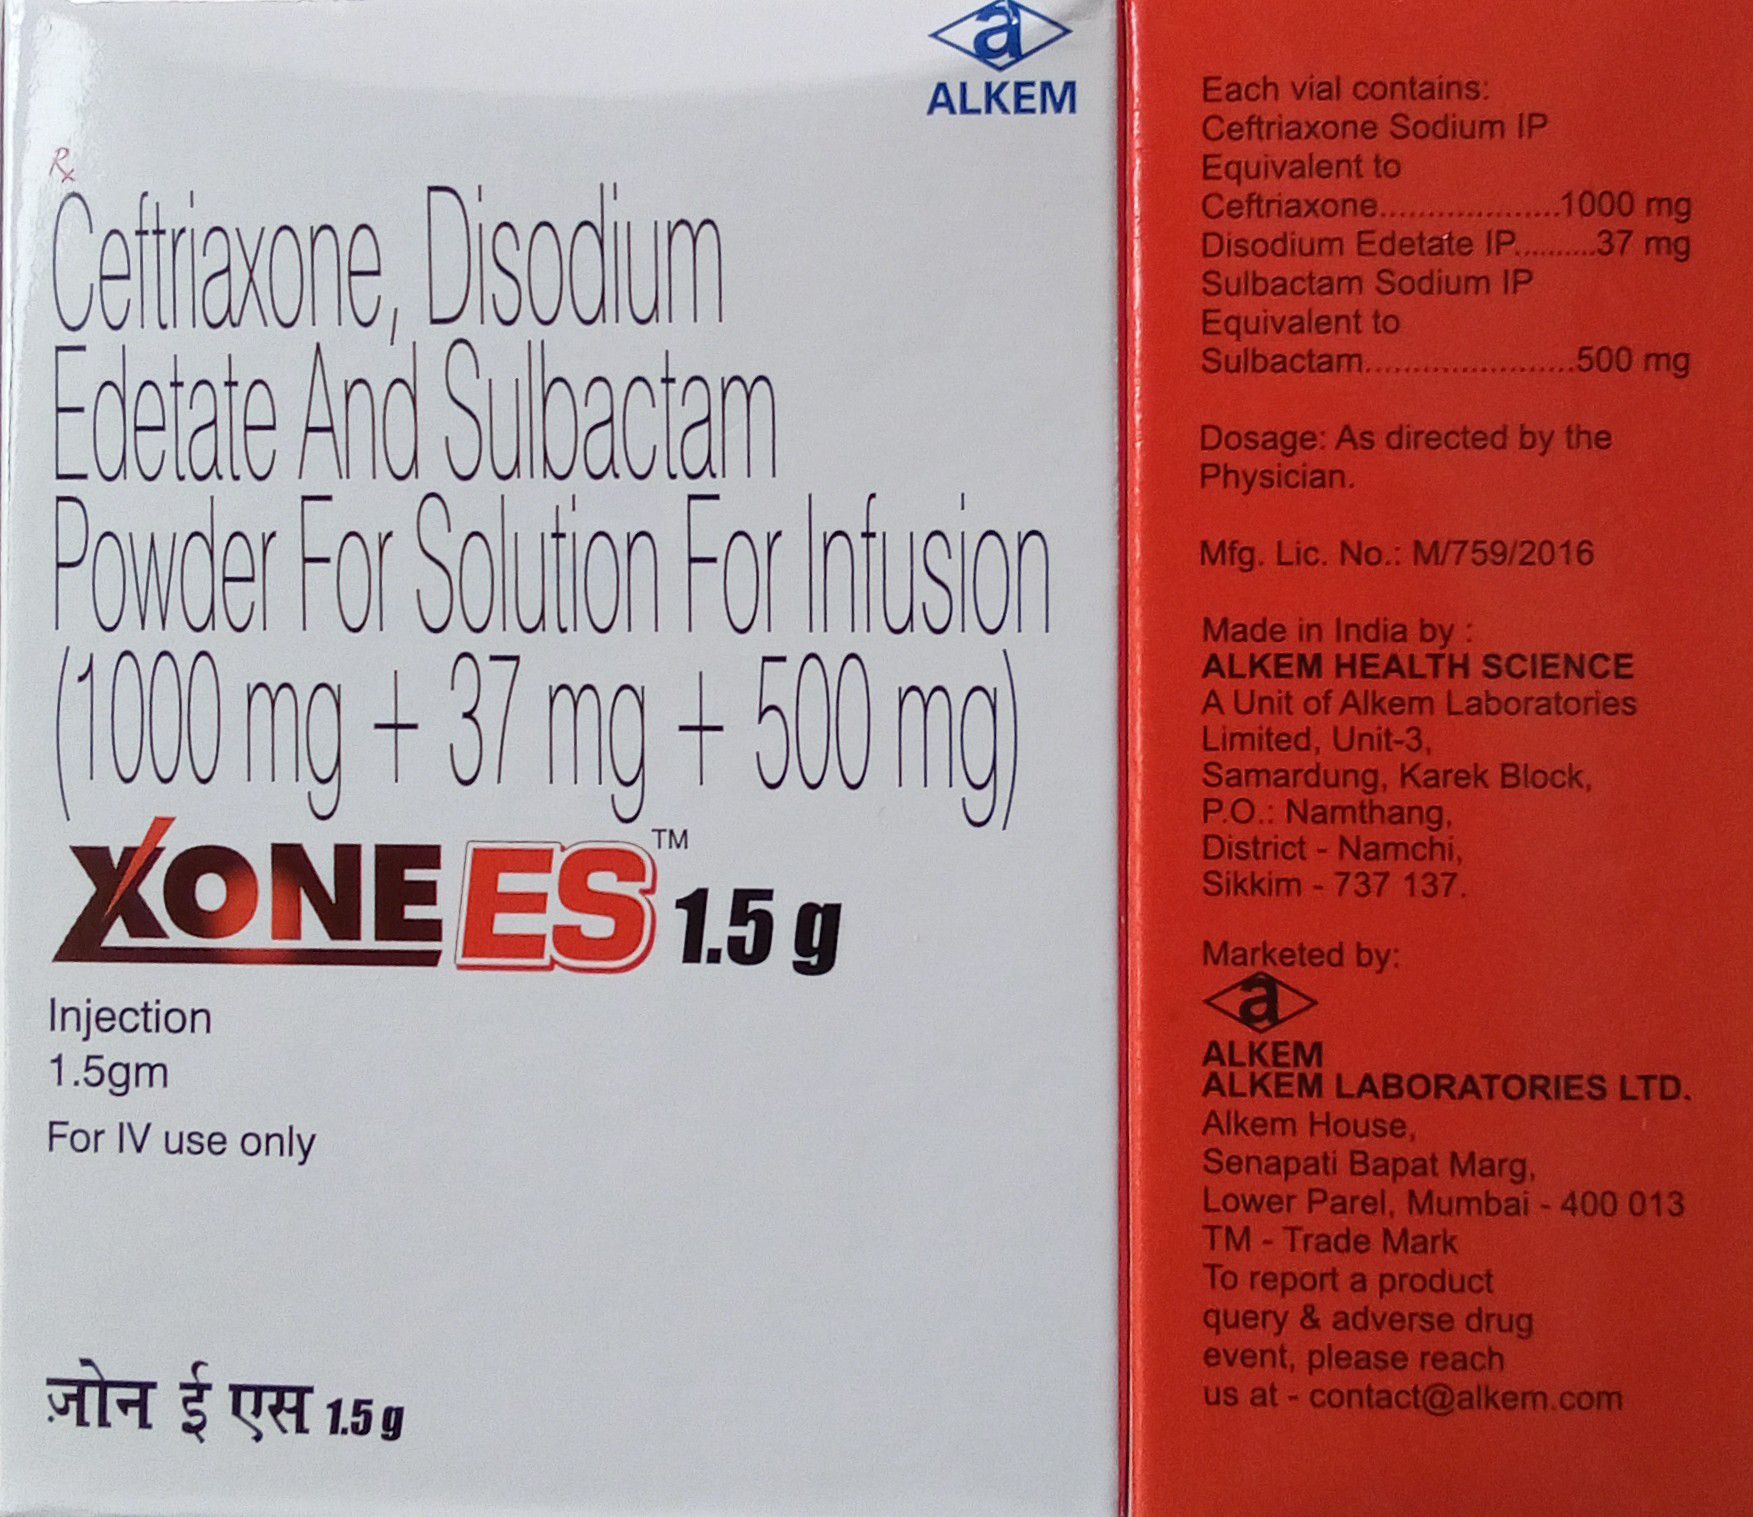 a
ALKEM
Rx
Ceftriaxone, Disodium
Edetate And Sulbactam
Powder For Solution For Infusion
(1000 mg + 37 mg + 500 mg)
XONE ES™ 1.5 g
Injection
1.5gm
For IV use only
ज़ोन ई एस 1.5 g
Each vial contains:
Ceftriaxone Sodium IP
Equivalent to
Ceftriaxone...................1000 mg
Disodium Edetate IP.........37 mg
Sulbactam Sodium IP
Equivalent to
Sulbactam......................500 mg
Dosage: As directed by the
Physician.
Mfg. Lic. No.: M/759/2016
Made in India by :
ALKEM HEALTH SCIENCE
A Unit of Alkem Laboratories
Limited, Unit-3,
Samardung, Karek Block,
P.O.: Namthang,
District - Namchi,
Sikkim - 737 137.
Marketed by:
a
ALKEM
ALKEM LABORATORIES LTD.
Alkem House,
Senapati Bapat Marg,
Lower Parel, Mumbai - 400 013
TM - Trade Mark
To report a product
query & adverse drug
event, please reach
us at - contact@alkem.com